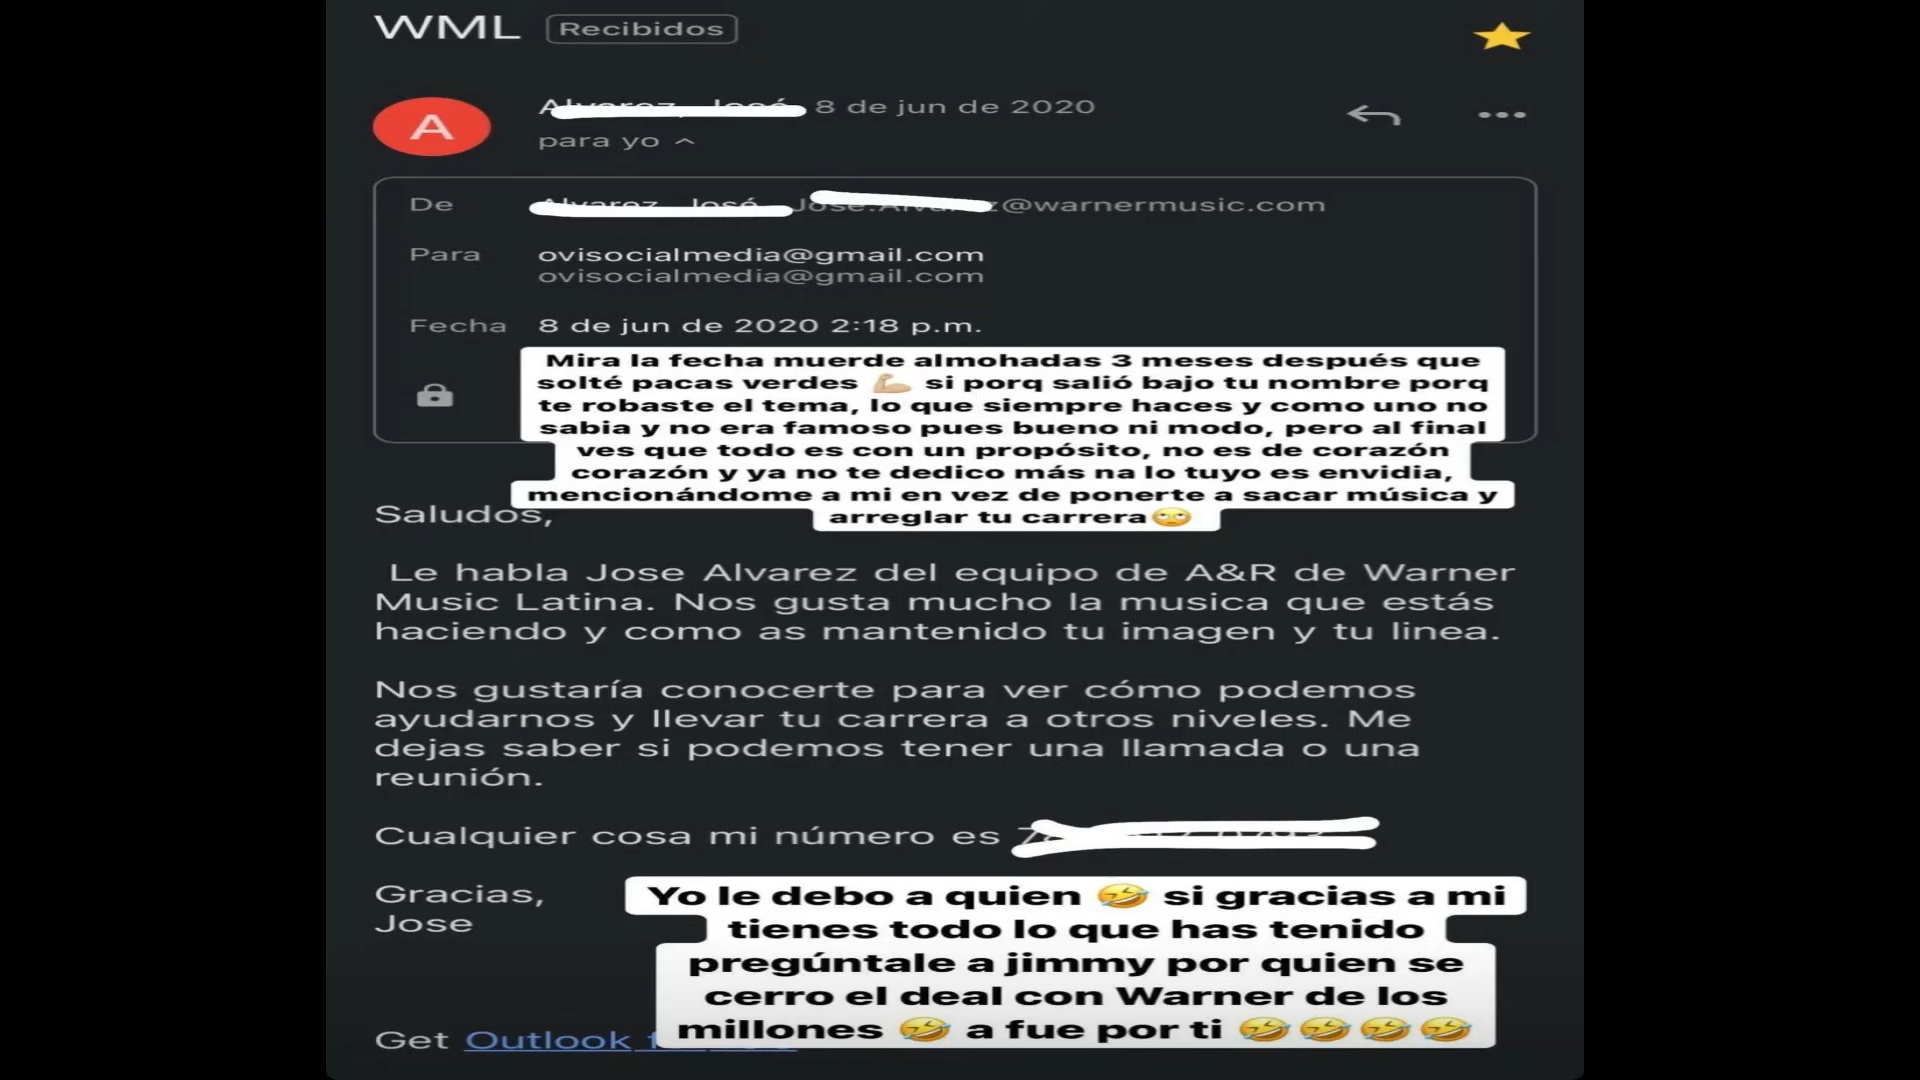 WML Recibidos
A
Alvarez, José 8 de jun de 2020
para yo
De Alvarez, José Jose.Alvarez@warnermusic.com
Para ovisocialmedia@gmail.com
ovisocialmedia@gmail.com
Fecha 8 de jun de 2020 2:18 p.m.
Mira la fecha muerde almohadas 3 meses después que
solté pacas verdes 💪🏼 si porq salió bajo tu nombre porq
te robaste el tema, lo que siempre haces y como uno no
sabia y no era famoso pues bueno ni modo, pero al final
ves que todo es con un propósito, no es de corazón
corazón y ya no te dedico más na lo tuyo es envidia,
mencionándome a mi en vez de ponerte a sacar música y
arreglar tu carrera🙄
Saludos,
Le habla Jose Alvarez del equipo de A&R de Warner
Music Latina. Nos gusta mucho la musica que estás
haciendo y como as mantenido tu imagen y tu linea.
Nos gustaría conocerte para ver cómo podemos
ayudarnos y llevar tu carrera a otros niveles. Me
dejas saber si podemos tener una llamada o una
reunión.
Cualquier cosa mi número es
Gracias,
Jose
Yo le debo a quien 🤣 si gracias a mi
tienes todo lo que has tenido
pregúntale a jimmy por quien se
cerro el deal con Warner de los
millones 🤣 a fue por ti 🤣🤣🤣🤣
Get Outlook